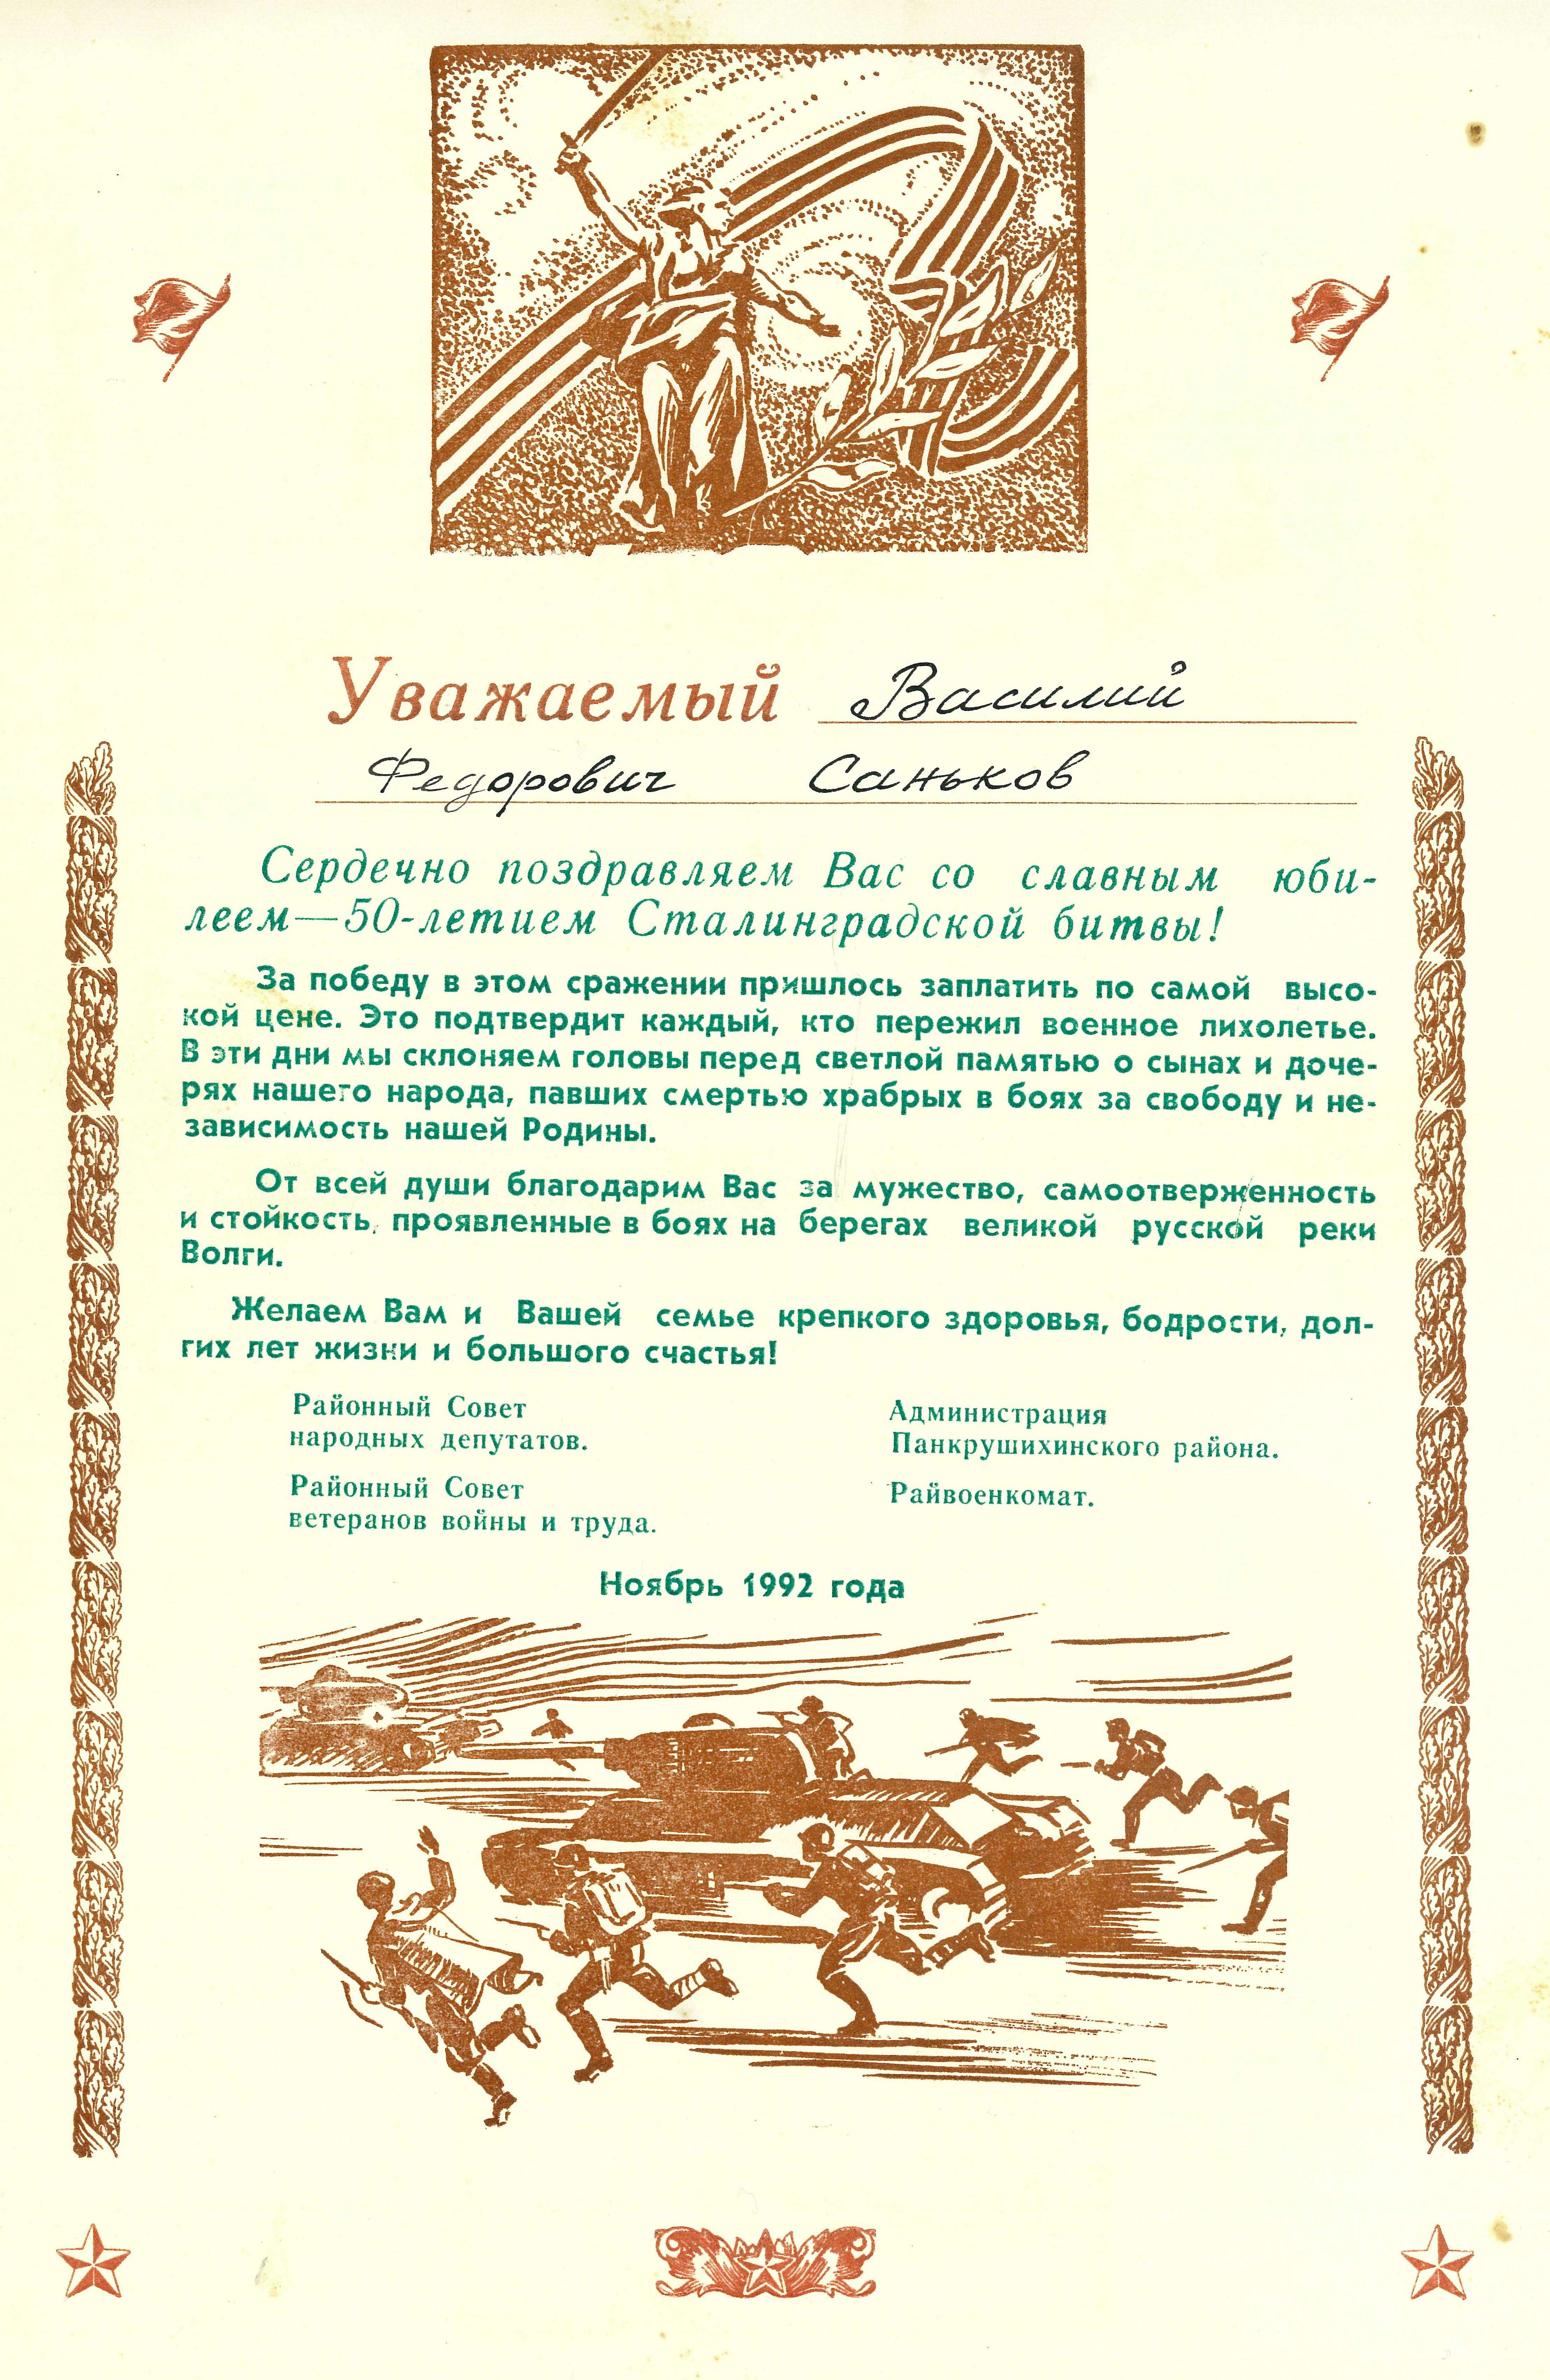 Уважаемый Василий
Федорович Саньков
Сердечно поздравляем Вас со славным юби-
леем—50-летием Сталинградской битвы!
За победу в этом сражении пришлось заплатить по самой высо-
кой цене. Это подтвердит каждый, кто пережил военное лихолетье.
В эти дни мы склоняем головы перед светлой памятью о сынах и доче-
рях нашего народа, павших смертью храбрых в боях за свободу и не-
зависимость нашей Родины.
От всей души благодарим Вас за мужество, самоотверженность
и стойкость, проявленные в боях на берегах великой русской реки
Волги.
Желаем Вам и Вашей семье крепкого здоровья, бодрости, дол-
гих лет жизни и большого счастья!
Районный Совет
народных депутатов.
Администрация
Панкрушихинского района.
Районный Совет
ветеранов войны и труда.
Райвоенкомат.
Ноябрь 1992 года